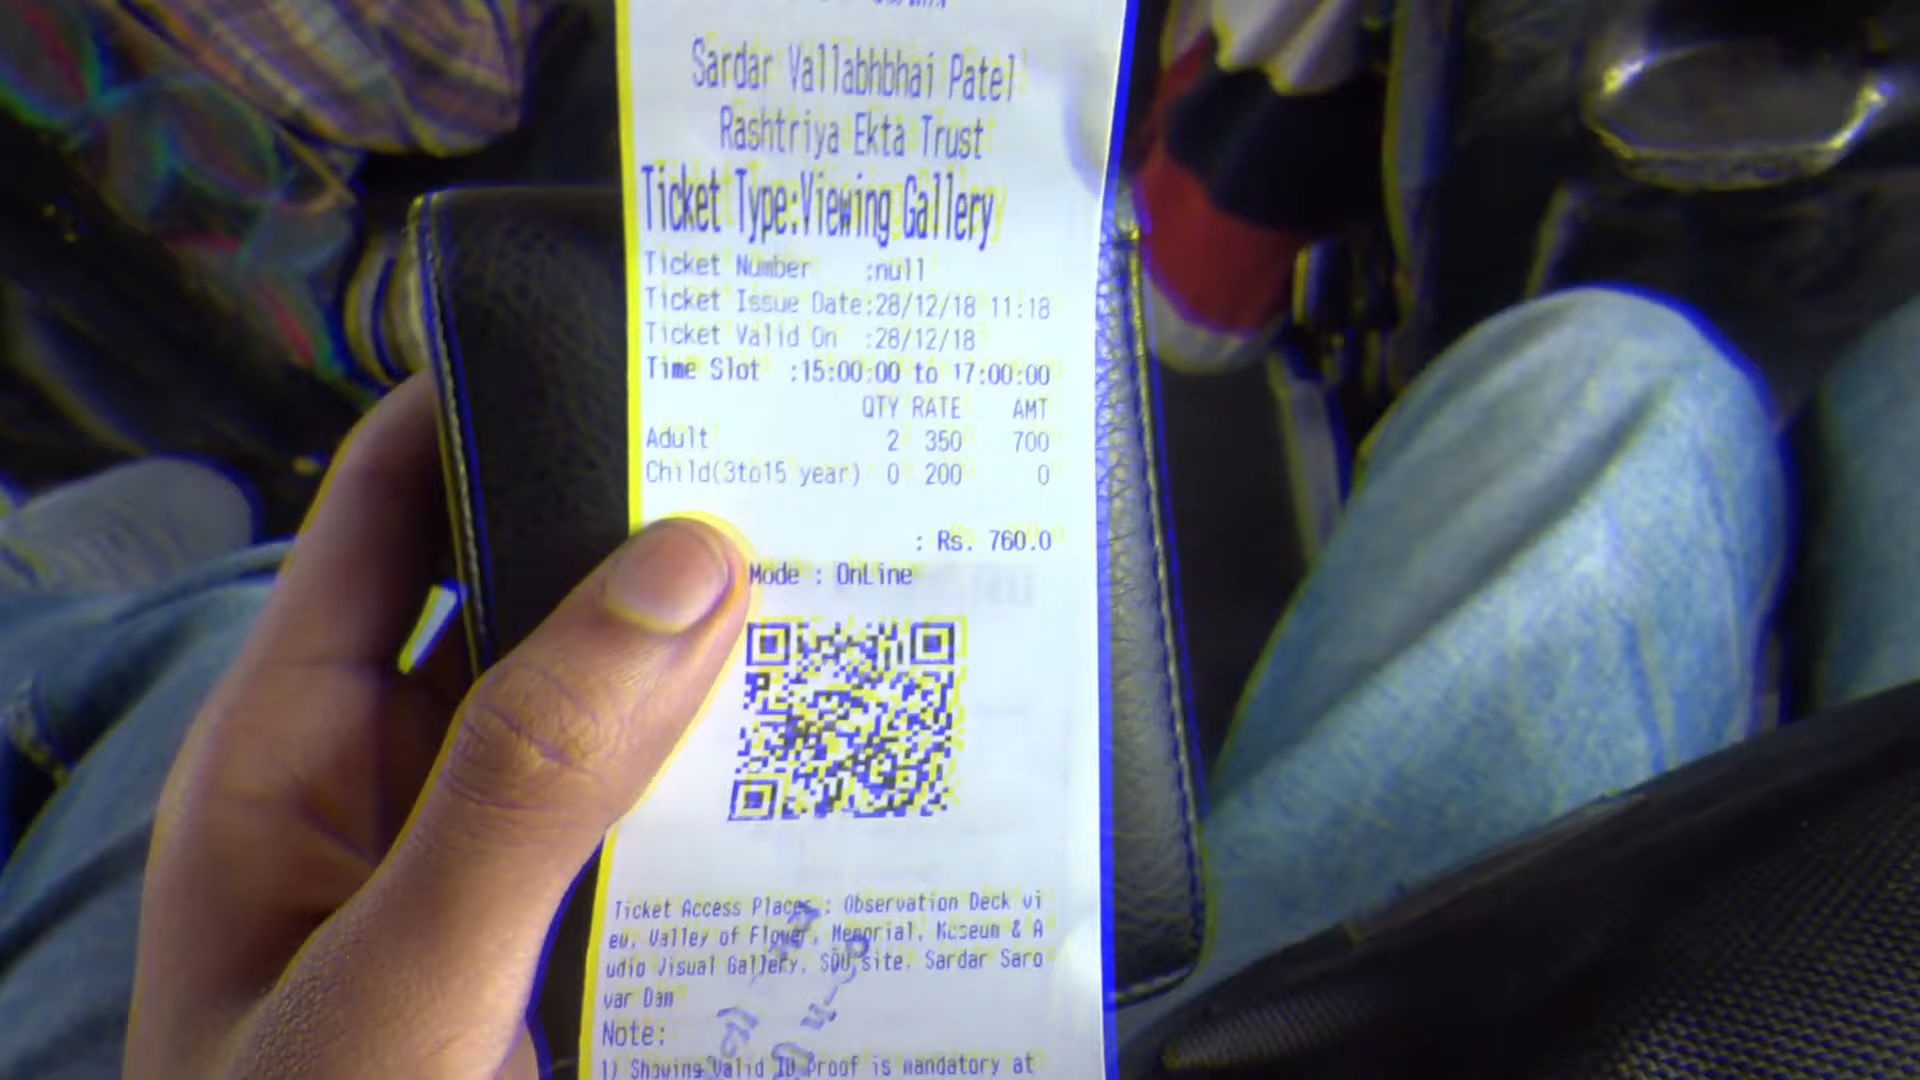 Sardar Vallabhbhai Patel
Rashtriya Ekta Trust
Ticket Type:Viewing Gallery
Ticket Number :null
Ticket Issue Date:28/12/18 11:18
Ticket Valid On :28/12/18
Time Slot :15:00:00 to 17:00:00
QTY RATE AMT
Adult 2 350 700
Child(3to15 year) 0 200 0
: Rs. 760.0
Mode : OnLine
Ticket Access Places : Observation Deck vi
ew, Valley of Flower, Memorial, Museum & A
udio Visual Gallery, SOU site, Sardar Saro
var Dam
Note:
1) Showing Valid ID Proof is mandatory at